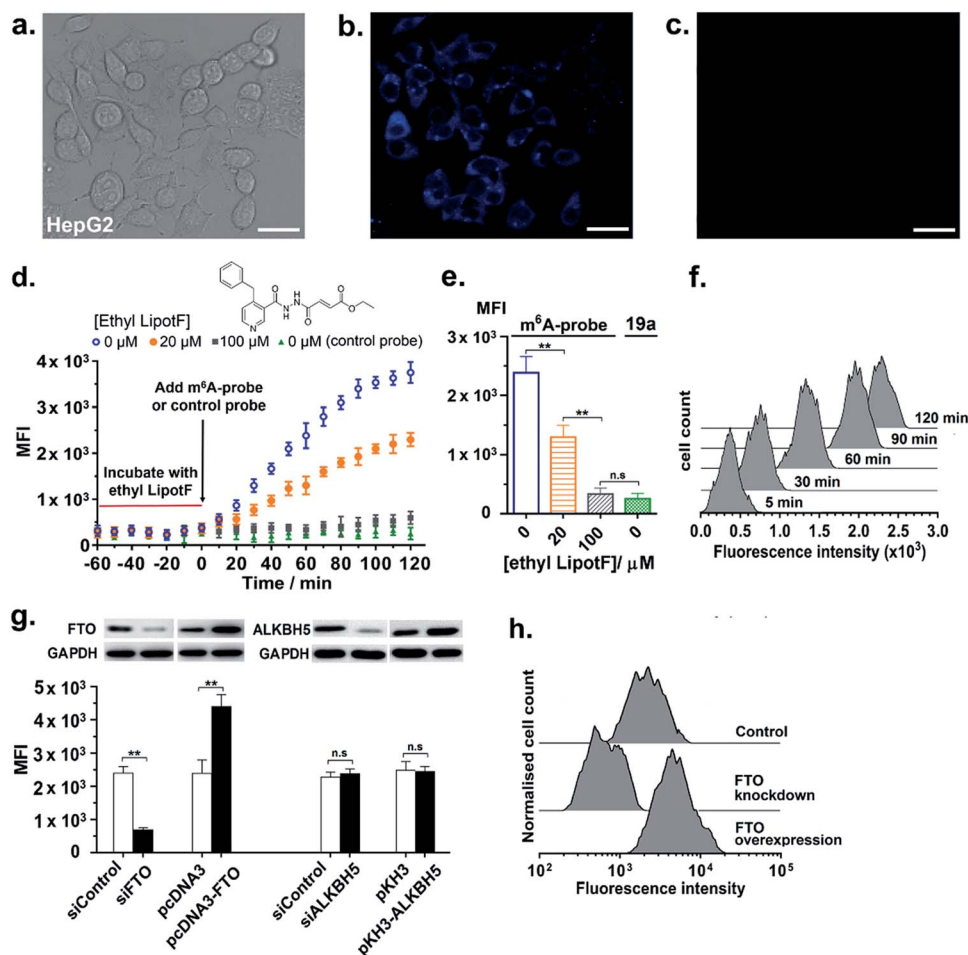 a.
b.
c.
HepG2
d.
[Ethyl LipotF]
0 μM
20 μM
100 μM
0 μM (control probe)
N
O
N
H
H
N
O
O
O
4 x 10³
3 x 10³
2 x 10³
1 x 10³
0
MFI
Add m⁶A-probe
or control probe
Incubate with
ethyl LipotF
-60 -40 -20 0 20 40 60 80 100 120
Time / min
e.
MFI
m⁶A-probe 19a
3 x 10³
2 x 10³
1 x 10³
0
**
**
n.s
0 20 100 0
[ethyl LipotF]/ μM
f.
cell count
120 min
90 min
60 min
30 min
5 min
0.0 0.5 1.0 1.5 2.0 2.5 3.0
Fluorescence intensity (x10³)
g.
FTO
GAPDH
ALKBH5
GAPDH
5 x 10³
4 x 10³
3 x 10³
2 x 10³
1 x 10³
0
MFI
**
**
n.s
n.s
siControl
siFTO
pcDNA3
pcDNA3-FTO
siControl
siALKBH5
pKH3
pKH3-ALKBH5
h.
Normalised cell count
Control
FTO
knockdown
FTO
overexpression
10² 10³ 10⁴ 10⁵
Fluorescence intensity